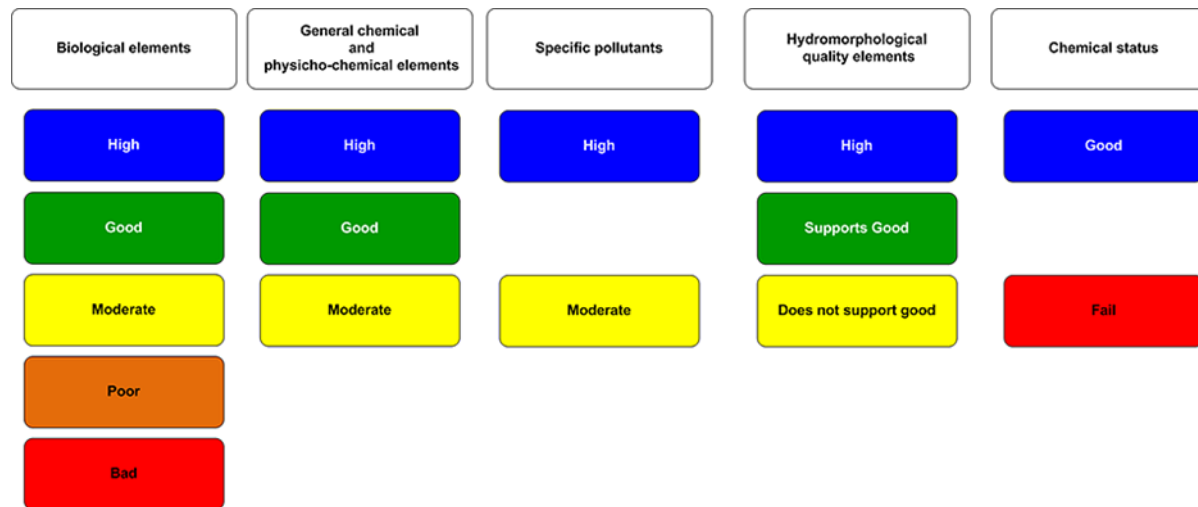 Biological elements
General chemical
and
physicho-chemical elements
Specific pollutants
Hydromorphological
quality elements
Chemical status
High
High
High
High
Good
Good
Good
Supports Good
Moderate
Moderate
Moderate
Does not support good
Fail
Poor
Bad